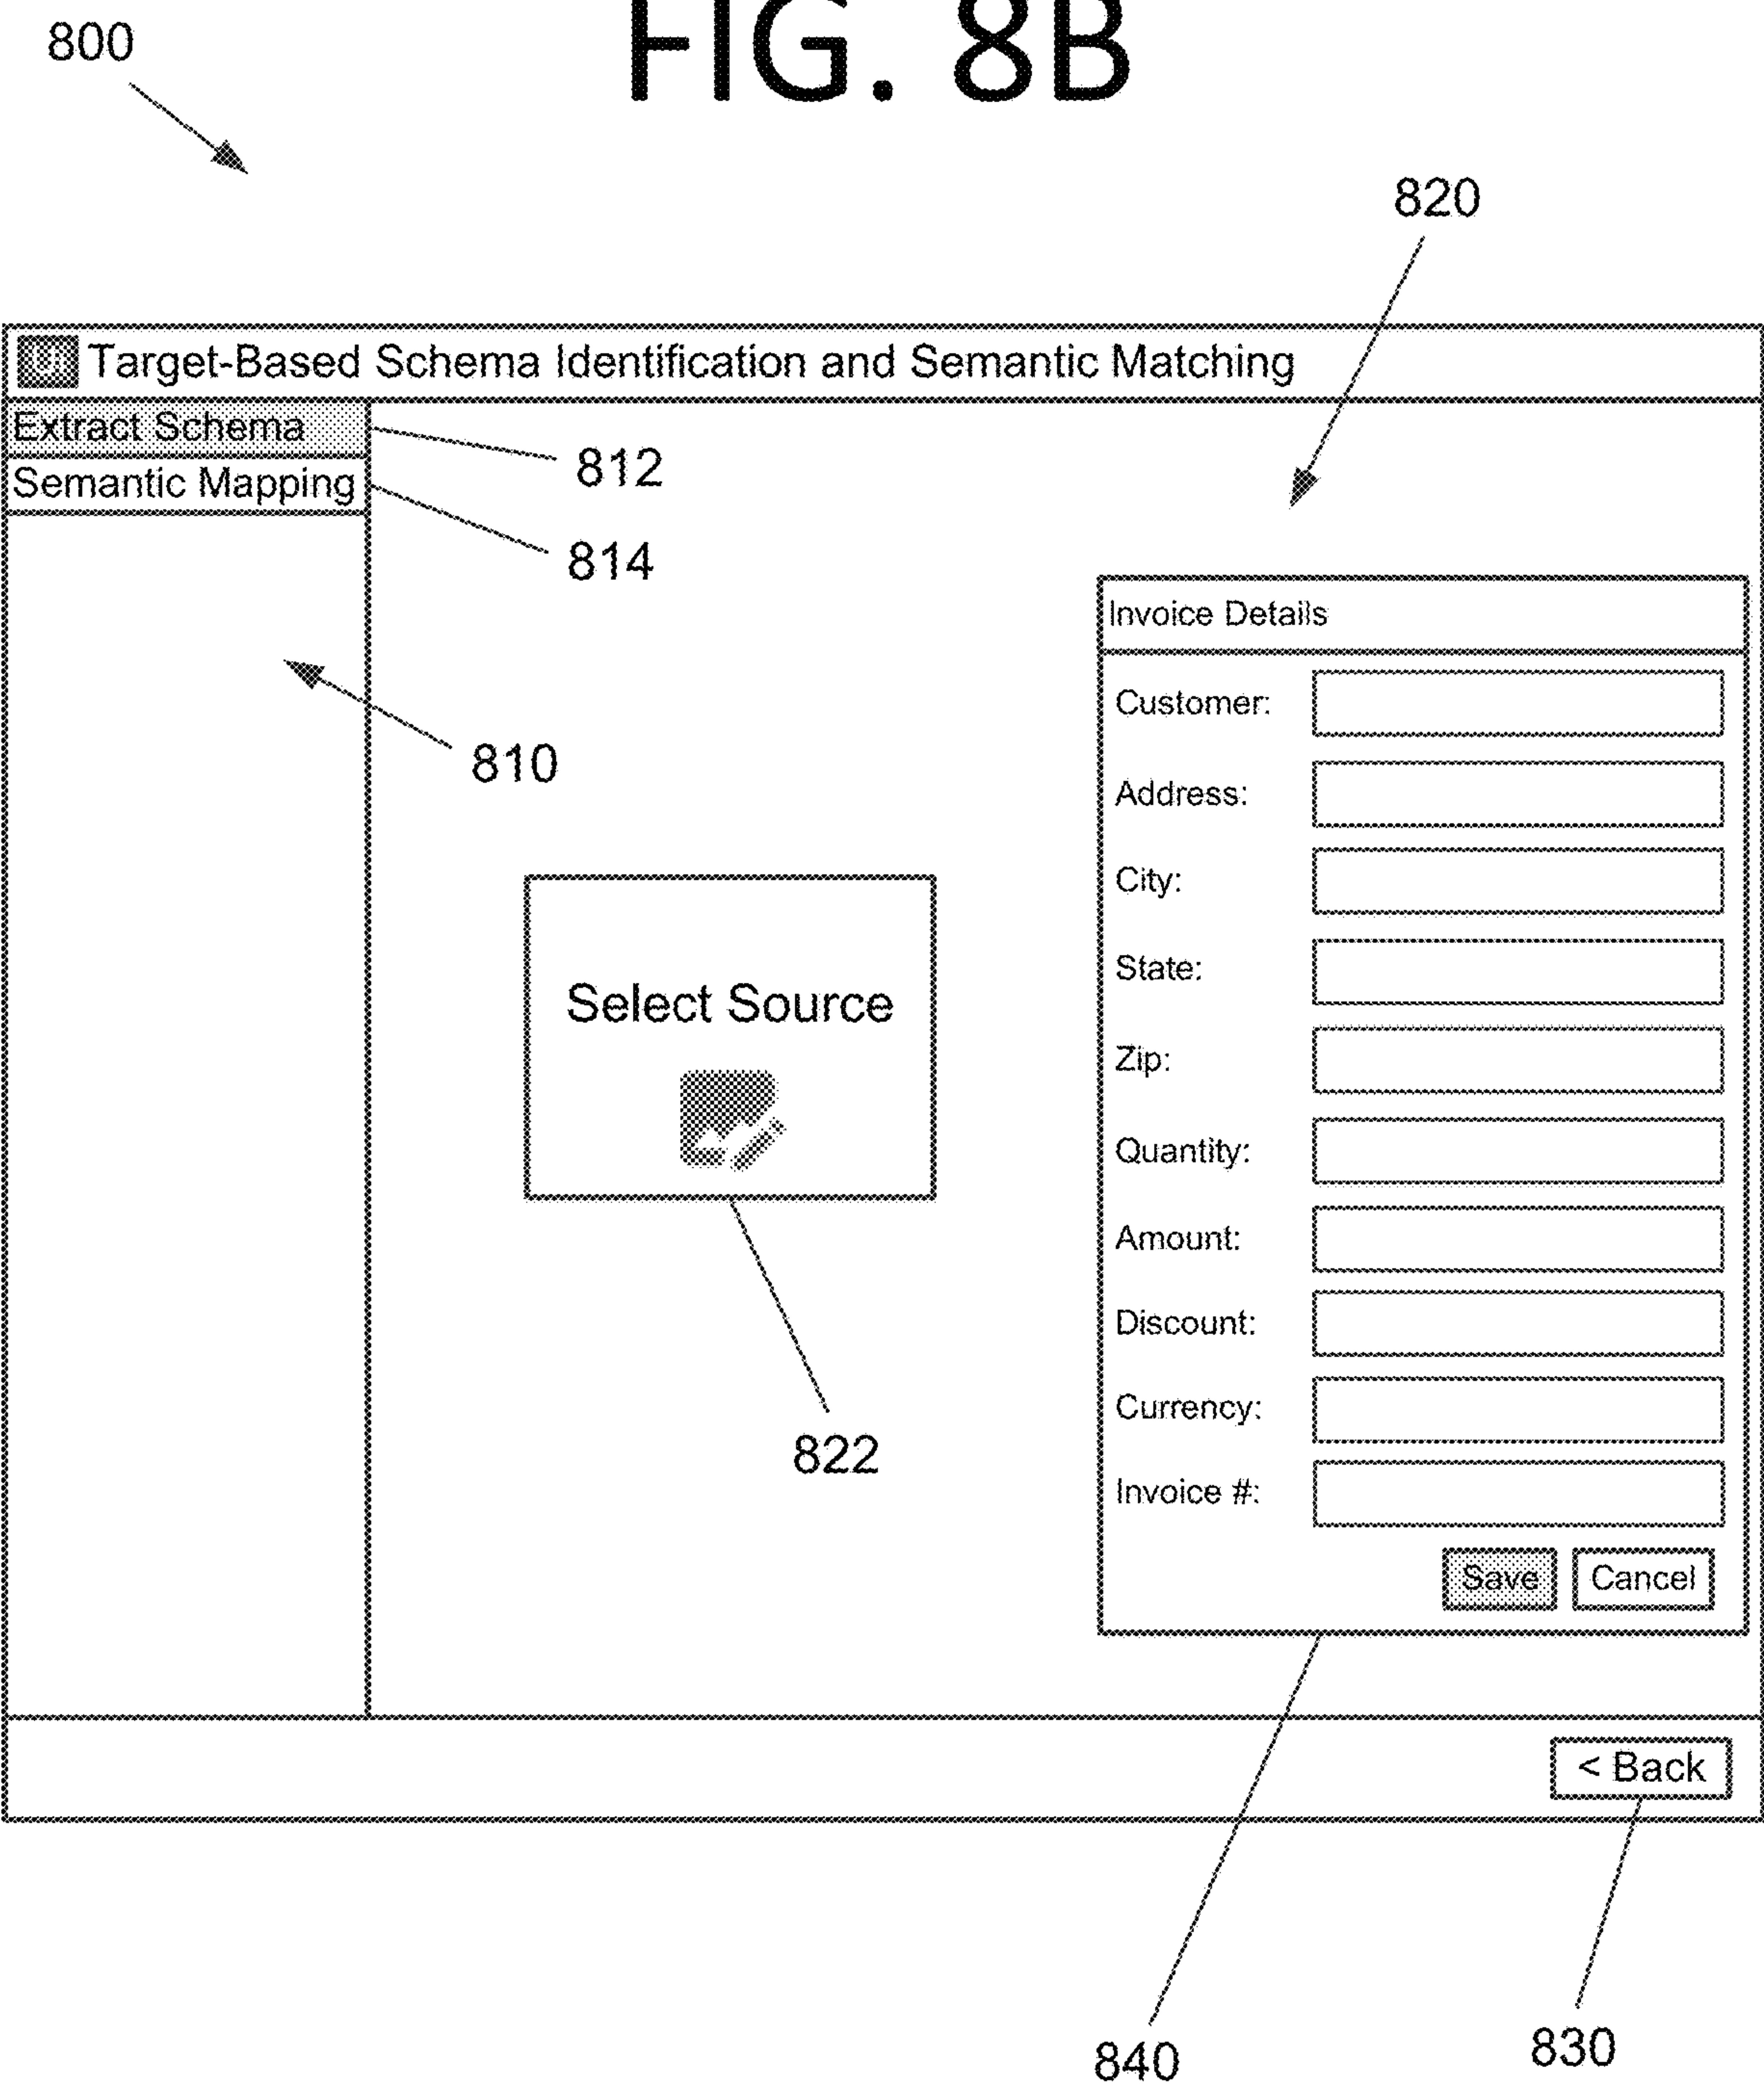 FIG. 8B
800
820
Ui Target-Based Schema Identification and Semantic Matching
Extract Schema
812
Semantic Mapping
814
810
Invoice Details
Customer:
Address:
City:
State:
Zip:
Quantity:
Amount:
Discount:
Currency:
Invoice #:
Save Cancel
Select Source
822
< Back
840
830